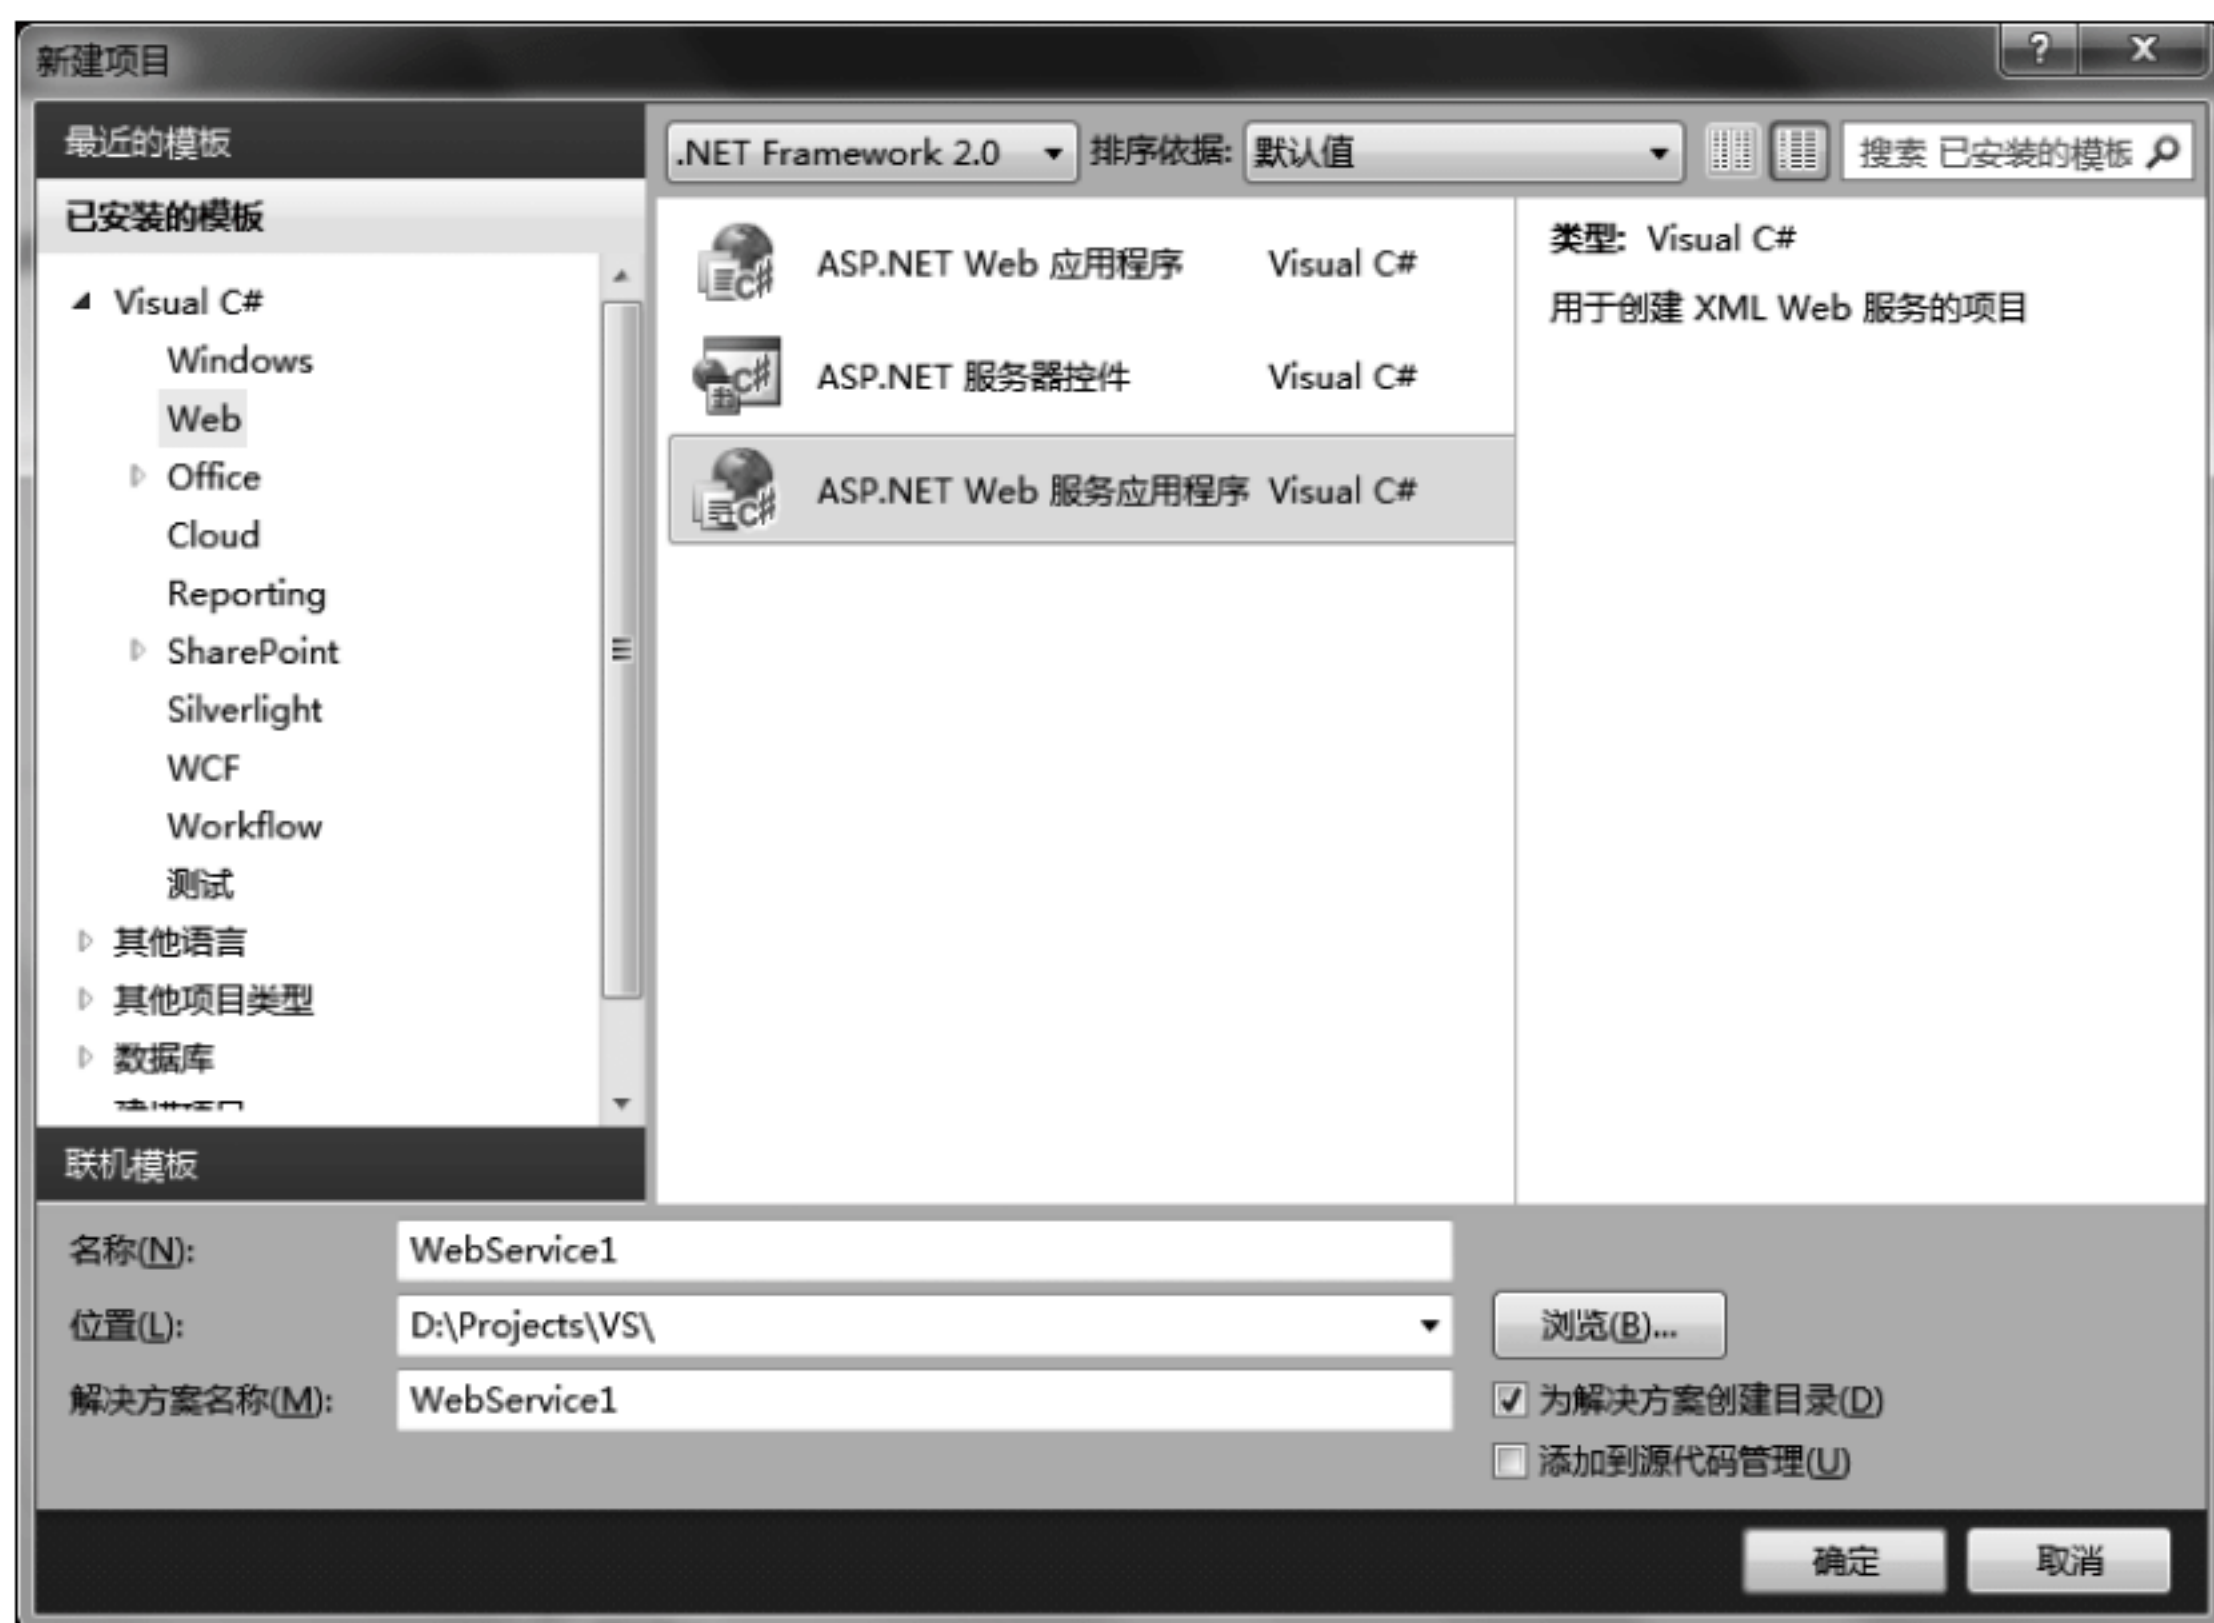 新建项目
最近的模板
.NET Framework 2.0 排序依据: 默认值 搜索 已安装的模板
已安装的模板
Visual C#
Windows
Web
Office
Cloud
Reporting
SharePoint
Silverlight
WCF
Workflow
测试
其他语言
其他项目类型
数据库
联机模板
ASP.NET Web 应用程序 Visual C#
ASP.NET 服务器控件 Visual C#
ASP.NET Web 服务应用程序 Visual C#
类型: Visual C#
用于创建 XML Web 服务的项目
名称(N): WebService1
位置(L): D:\Projects\VS\ 浏览(B)...
解决方案名称(M): WebService1 为解决方案创建目录(D)
添加到源代码管理(U)
确定 取消